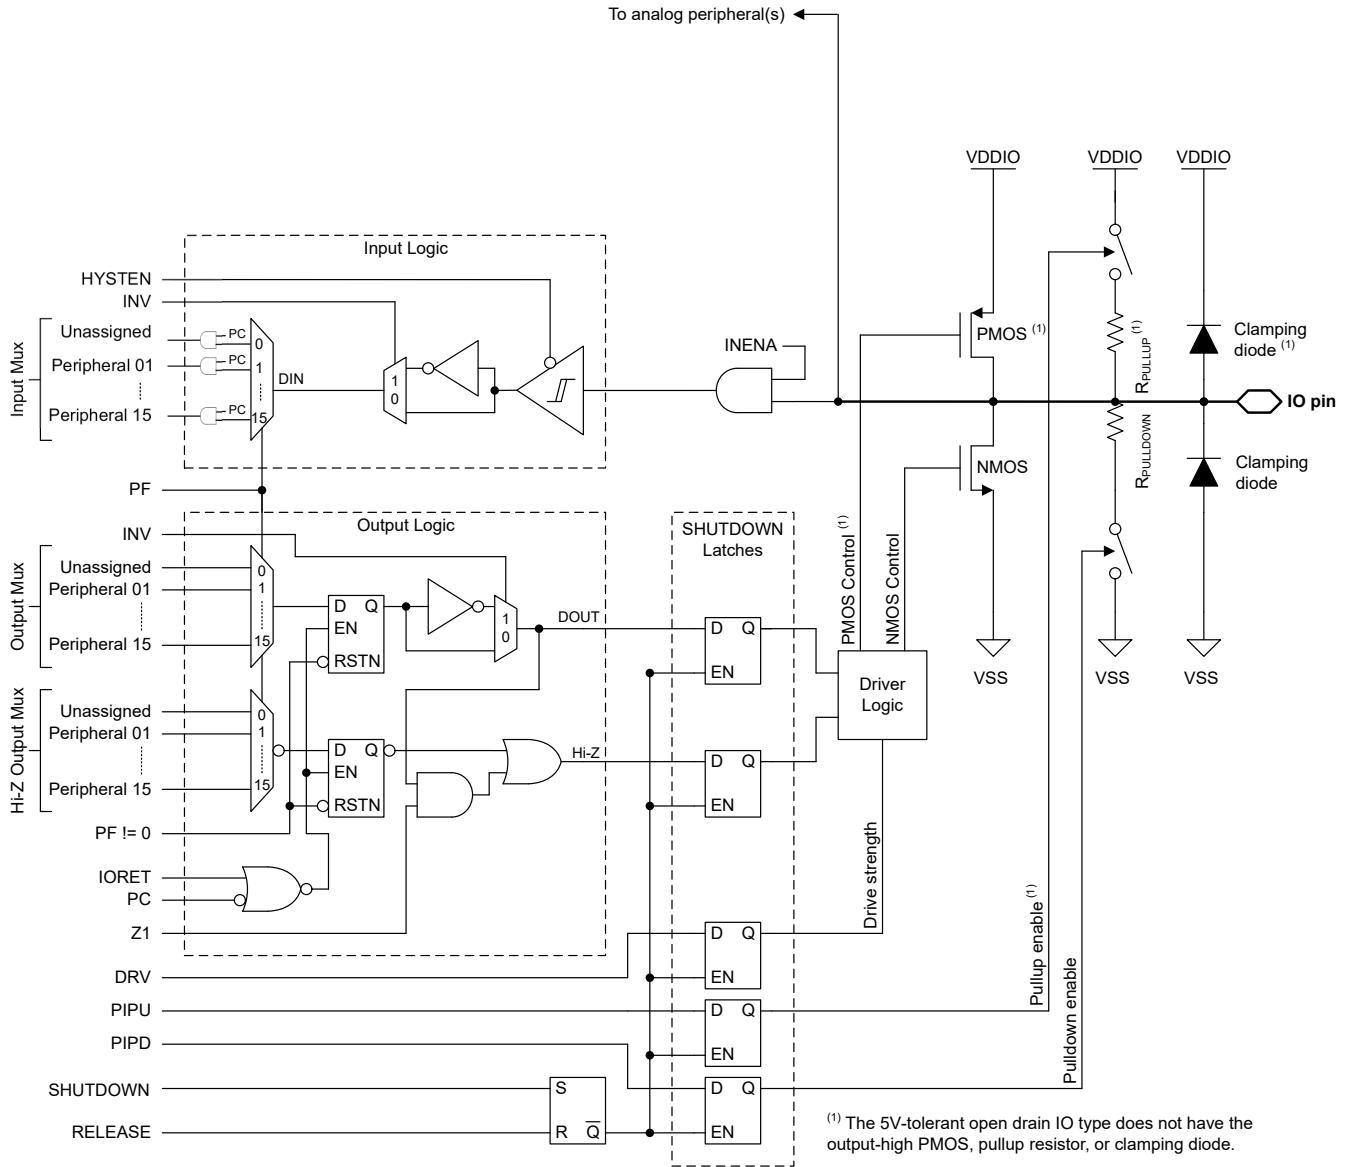 To analog peripheral(s)
VDDIO
VDDIO
VDDIO
Input Logic
HYSTEN
INV
Input Mux
Unassigned
Peripheral 01
Peripheral 15
PC
PC
PC
0
1
15
DIN
1
0
INENA
PMOS (1)
RPULLUP (1)
Clamping
diode (1)
IO pin
RPULLDOWN
NMOS
Clamping
diode
PF
Output Logic
INV
Output Mux
Unassigned
Peripheral 01
Peripheral 15
0
1
15
D Q
EN
RSTN
1
0
DOUT
SHUTDOWN
Latches
D Q
EN
PMOS Control (1)
NMOS Control
Driver
Logic
VSS
VSS
VSS
Hi-Z Output Mux
Unassigned
Peripheral 01
Peripheral 15
0
1
15
D Q
EN
RSTN
Hi-Z
D Q
EN
PF != 0
IORET
PC
Z1
Drive strength
DRV
D Q
EN
PIPU
D Q
EN
Pullup enable (1)
PIPD
Pulldown enable
SHUTDOWN
S
D Q
RELEASE
R Q
EN
(1) The 5V-tolerant open drain IO type does not have the
output-high PMOS, pullup resistor, or clamping diode.